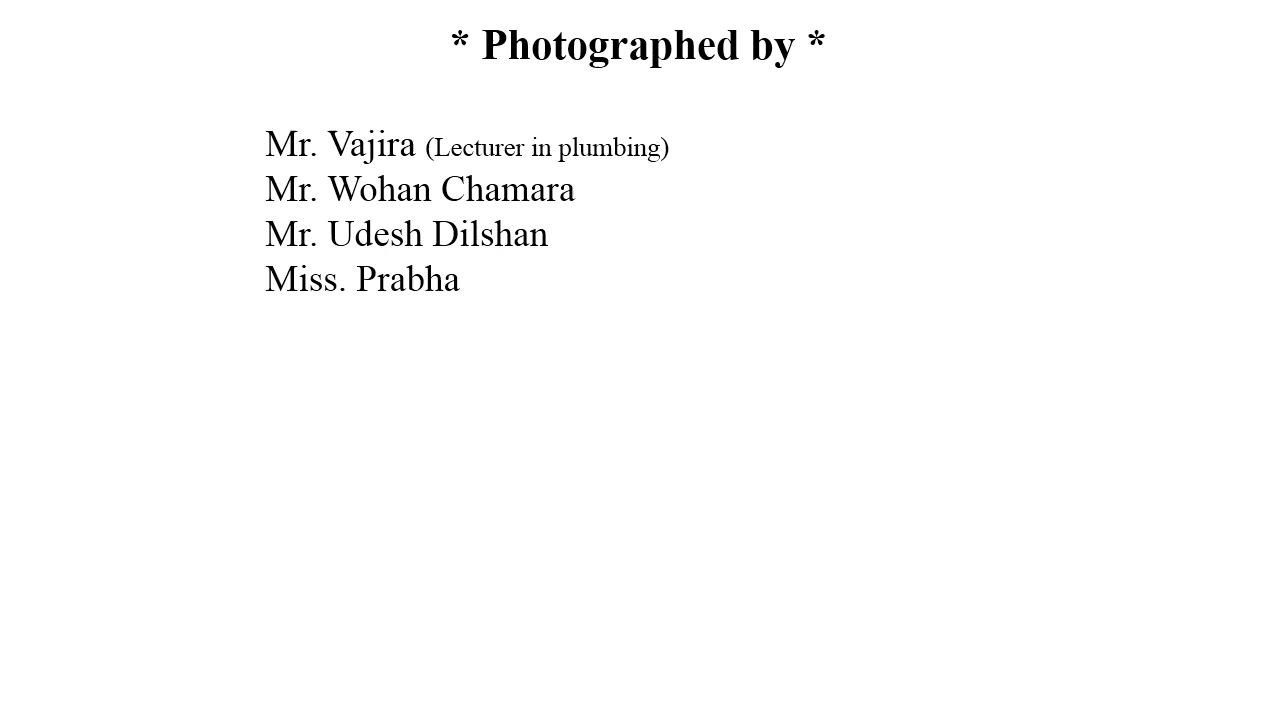 * Photographed by *
Mr. Vajira (Lecturer in plumbing)
Mr. Wohan Chamara
Mr. Udesh Dilshan
Miss. Prabha